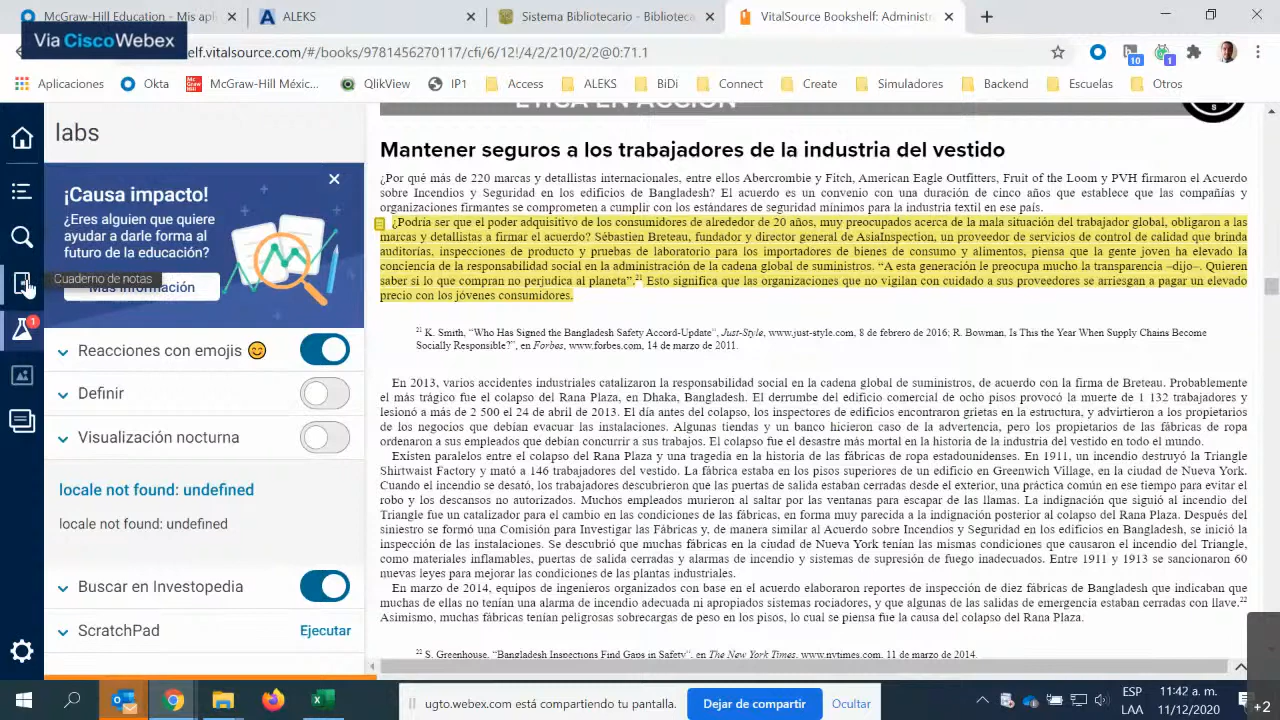 McGraw-Hill Education - Mis apl
ALEKS
Sistema Bibliotecario - Biblioteca
VitalSource Bookshelf: Administ
Via Cisco Webex
elf.vitalsource.com/#/books/9781456270117/cfi/6/12!/4/2/210/2/2@0:71.1
10
1
Aplicaciones
Okta
McGraw-Hill Méxic...
QlikView
IP1
Access
ALEKS
BiDi
Connect
Create
Simuladores
Backend
Escuelas
Otros
labs
¡Causa impacto!
¿Eres alguien que quiere
ayudar a darle forma al
futuro de la educación?
Cuaderno de notas
Más información
1
Reacciones con emojis
Definir
Visualización nocturna
locale not found: undefined
locale not found: undefined
Buscar en Investopedia
ScratchPad
Ejecutar
ÉTICA EN ACCIÓN
S
Mantener seguros a los trabajadores de la industria del vestido
¿Por qué más de 220 marcas y detallistas internacionales, entre ellos Abercrombie y Fitch, American Eagle Outfitters, Fruit of the Loom y PVH firmaron el Acuerdo
sobre Incendios y Seguridad en los edificios de Bangladesh? El acuerdo es un convenio con una duración de cinco años que establece que las compañías y
organizaciones firmantes se comprometen a cumplir con los estándares de seguridad mínimos para la industria textil en ese país.
¿Podría ser que el poder adquisitivo de los consumidores de alrededor de 20 años, muy preocupados acerca de la mala situación del trabajador global, obligaron a las
marcas y detallistas a firmar el acuerdo? Sébastien Breteau, fundador y director general de AsiaInspection, un proveedor de servicios de control de calidad que brinda
auditorías, inspecciones de producto y pruebas de laboratorio para los importadores de bienes de consumo y alimentos, piensa que la gente joven ha elevado la
conciencia de la responsabilidad social en la administración de la cadena global de suministros. “A esta generación le preocupa mucho la transparencia –dijo–. Quieren
saber si lo que compran no perjudica al planeta”.21 Esto significa que las organizaciones que no vigilan con cuidado a sus proveedores se arriesgan a pagar un elevado
precio con los jóvenes consumidores.
21 K. Smith, “Who Has Signed the Bangladesh Safety Accord-Update”, Just-Style, www.just-style.com, 8 de febrero de 2016; R. Bowman, Is This the Year When Supply Chains Become
Socially Responsible?”, en Forbes, www.forbes.com, 14 de marzo de 2011.
En 2013, varios accidentes industriales catalizaron la responsabilidad social en la cadena global de suministros, de acuerdo con la firma de Breteau. Probablemente
el más trágico fue el colapso del Rana Plaza, en Dhaka, Bangladesh. El derrumbe del edificio comercial de ocho pisos provocó la muerte de 1 132 trabajadores y
lesionó a más de 2 500 el 24 de abril de 2013. El día antes del colapso, los inspectores de edificios encontraron grietas en la estructura, y advirtieron a los propietarios
de los negocios que debían evacuar las instalaciones. Algunas tiendas y un banco hicieron caso de la advertencia, pero los propietarios de las fábricas de ropa
ordenaron a sus empleados que debían concurrir a sus trabajos. El colapso fue el desastre más mortal en la historia de la industria del vestido en todo el mundo.
Existen paralelos entre el colapso del Rana Plaza y una tragedia en la historia de las fábricas de ropa estadounidenses. En 1911, un incendio destruyó la Triangle
Shirtwaist Factory y mató a 146 trabajadores del vestido. La fábrica estaba en los pisos superiores de un edificio en Greenwich Village, en la ciudad de Nueva York.
Cuando el incendio se desató, los trabajadores descubrieron que las puertas de salida estaban cerradas desde el exterior, una práctica común en ese tiempo para evitar el
robo y los descansos no autorizados. Muchos empleados murieron al saltar por las ventanas para escapar de las llamas. La indignación que siguió al incendio del
Triangle fue un catalizador para el cambio en las condiciones de las fábricas, en forma muy parecida a la indignación posterior al colapso del Rana Plaza. Después del
siniestro se formó una Comisión para Investigar las Fábricas y, de manera similar al Acuerdo sobre Incendios y Seguridad en los edificios en Bangladesh, se inició la
inspección de las instalaciones. Se descubrió que muchas fábricas en la ciudad de Nueva York tenían las mismas condiciones que causaron el incendio del Triangle,
como materiales inflamables, puertas de salida cerradas y alarmas de incendio y sistemas de supresión de fuego inadecuados. Entre 1911 y 1913 se sancionaron 60
nuevas leyes para mejorar las condiciones de las plantas industriales.
En marzo de 2014, equipos de ingenieros organizados con base en el acuerdo elaboraron reportes de inspección de diez fábricas de Bangladesh que indicaban que
muchas de ellas no tenían una alarma de incendio adecuada ni apropiados sistemas rociadores, y que algunas de las salidas de emergencia estaban cerradas con llave.22
Asimismo, muchas fábricas tenían peligrosas sobrecargas de peso en los pisos, lo cual se piensa fue la causa del colapso del Rana Plaza.
22 S. Greenhouse, “Bangladesh Inspections Find Gaps in Safety”, en The New York Times, www.nytimes.com, 11 de marzo de 2014.
ugto.webex.com está compartiendo tu pantalla.
Dejar de compartir
Ocultar
ESP
LAA
11:42 a. m.
11/12/2020
+2